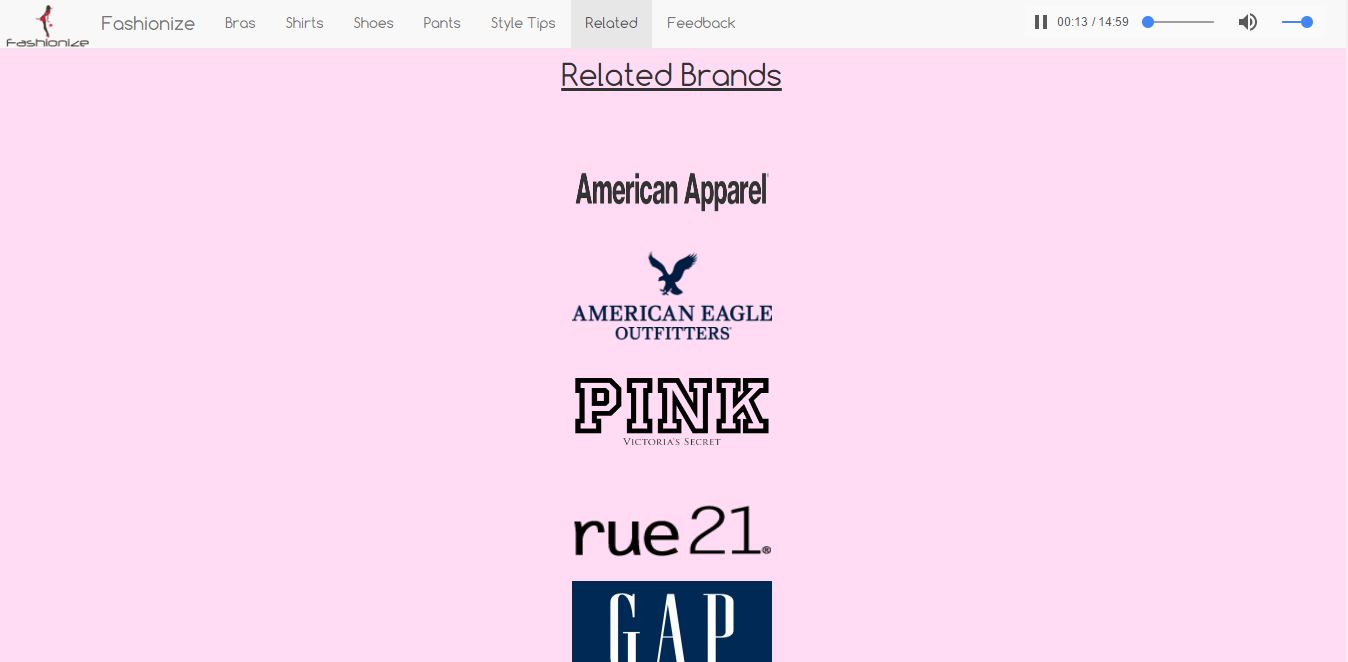 Fashionize
Fashionize Bras Shirts Shoes Pants Style Tips Related Feedback 00:13 / 14:59
Related Brands
American Apparel®
AMERICAN EAGLE
OUTFITTERS®
PINK
VICTORIA'S SECRET
rue21®
GAP